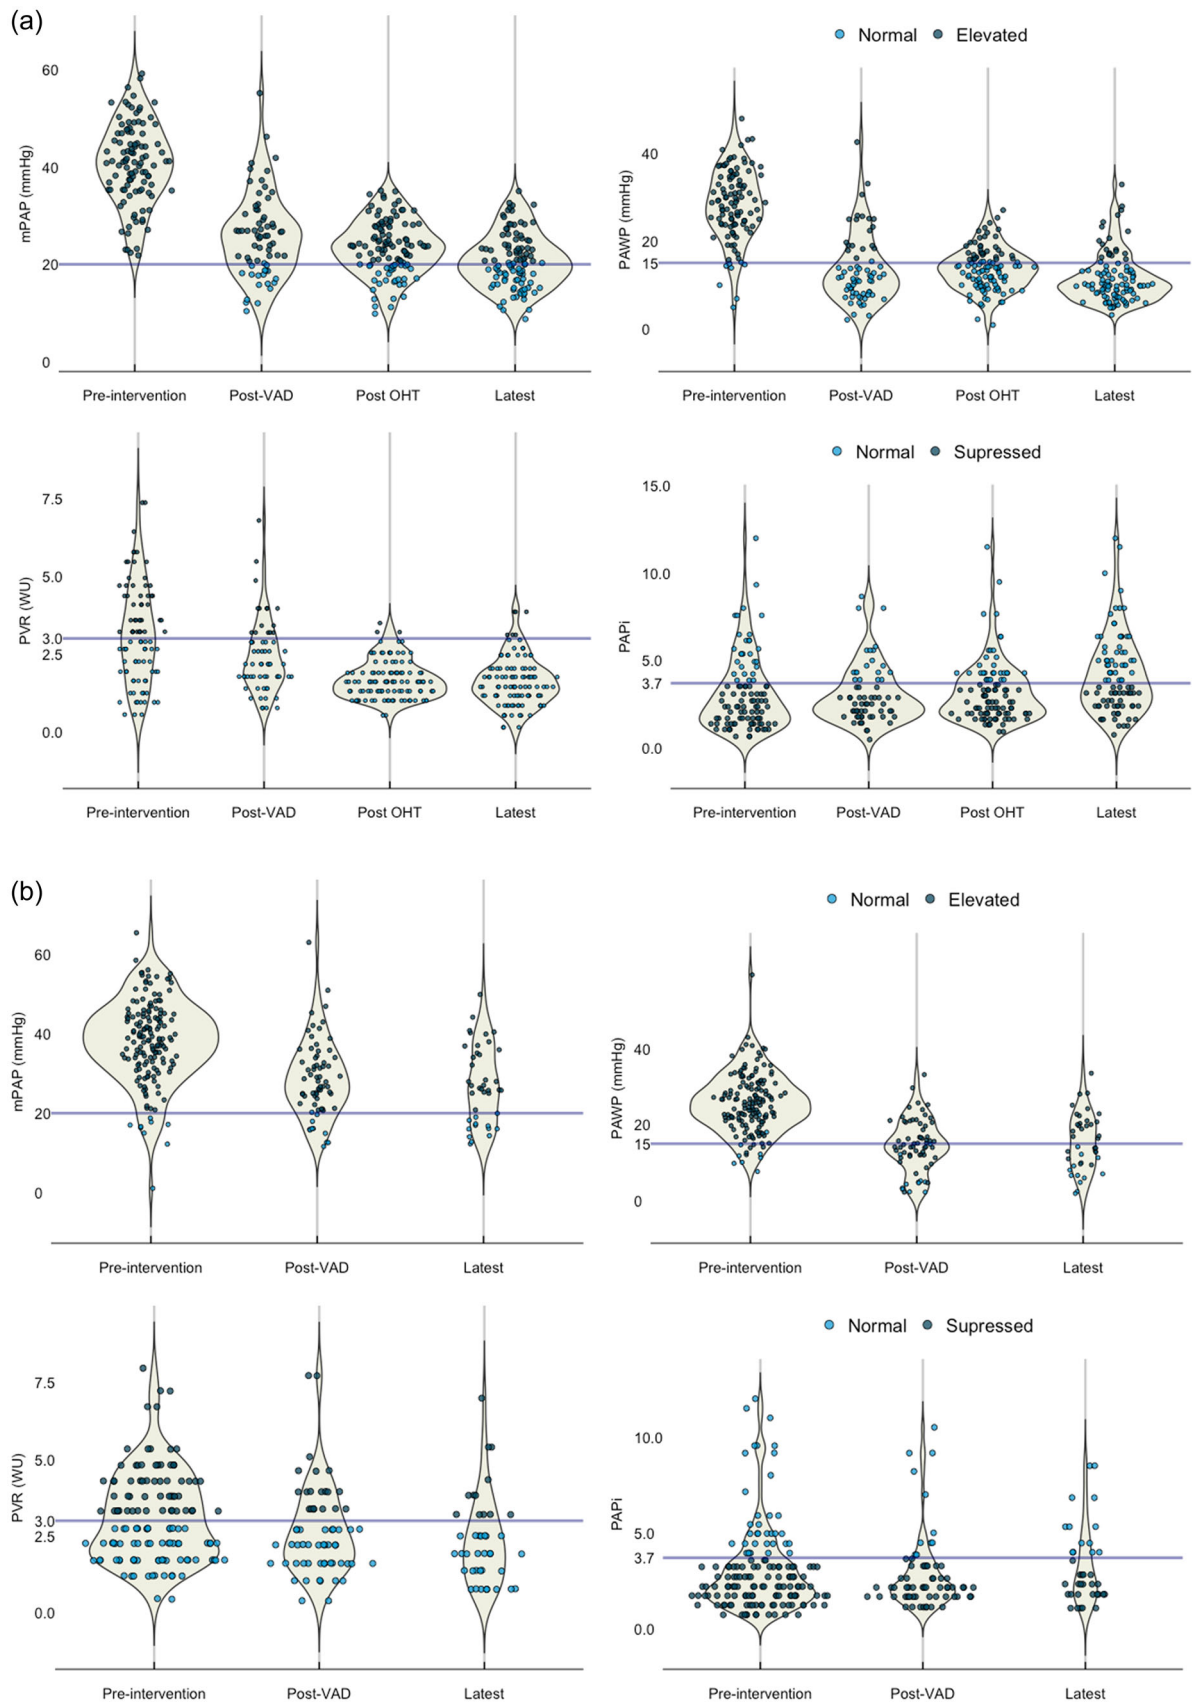 (a)
Normal Elevated
60
40
20
0
mPAP (mmHg)
Pre-intervention Post-VAD Post OHT Latest
40
20
15
0
PAWP (mmHg)
Pre-intervention Post-VAD Post OHT Latest
7.5
5.0
3.0
2.5
0.0
PVR (WU)
Pre-intervention Post-VAD Post OHT Latest
Normal Supressed
15.0
10.0
5.0
3.7
0.0
PAPi
Pre-intervention Post-VAD Post OHT Latest
(b)
Normal Elevated
60
40
20
0
mPAP (mmHg)
Pre-intervention Post-VAD Latest
40
20
15
0
PAWP (mmHg)
Pre-intervention Post-VAD Latest
7.5
5.0
3.0
2.5
0.0
PVR (WU)
Pre-intervention Post-VAD Latest
Normal Supressed
10.0
5.0
3.7
0.0
PAPi
Pre-intervention Post-VAD Latest